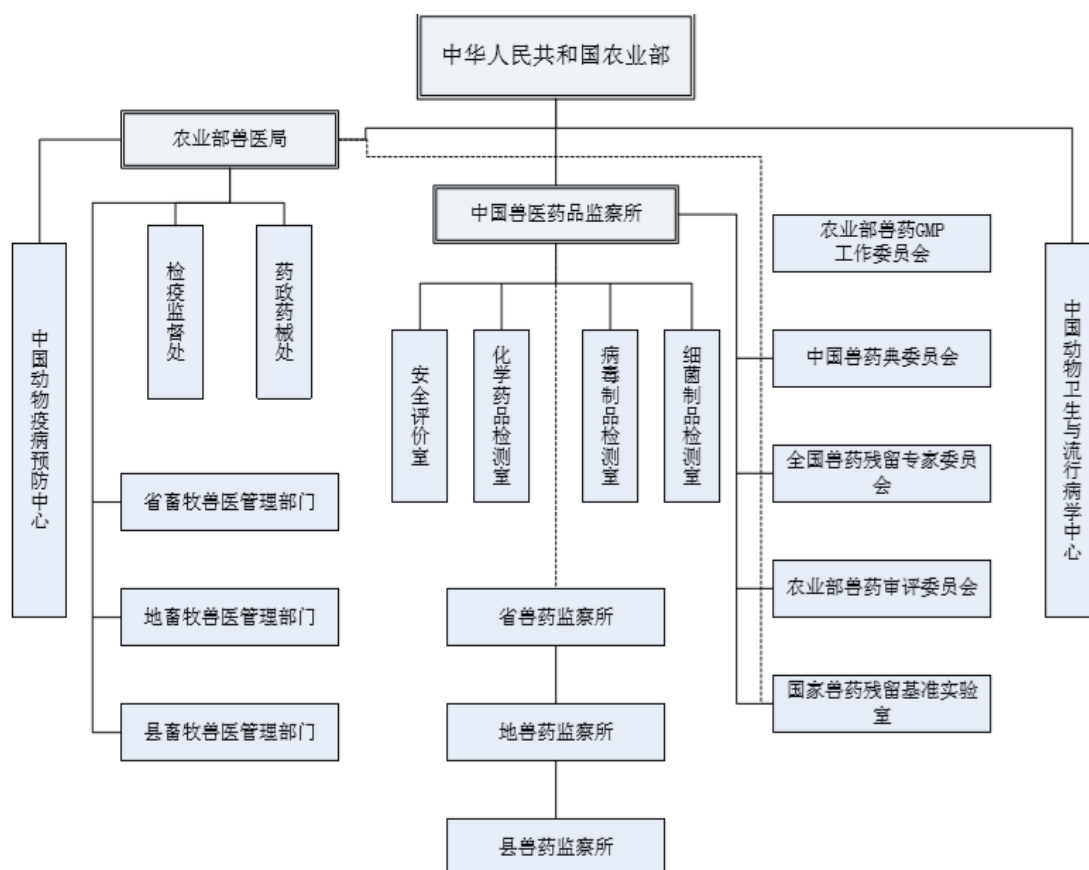 中华人民共和国农业部
农业部兽医局
中国兽医药品监察所
农业部兽药GMP
工作委员会
中国动物疫病预防中心
检疫监督处
药政药械处
安全评价室
化学药品检测室
病毒制品检测室
细菌制品检测室
中国兽药典委员会
全国兽药残留专家委员
会
中国动物卫生与流行病学中心
省畜牧兽医管理部门
地畜牧兽医管理部门
县畜牧兽医管理部门
省兽药监察所
地兽药监察所
县兽药监察所
农业部兽药审评委员会
国家兽药残留基准实验
室